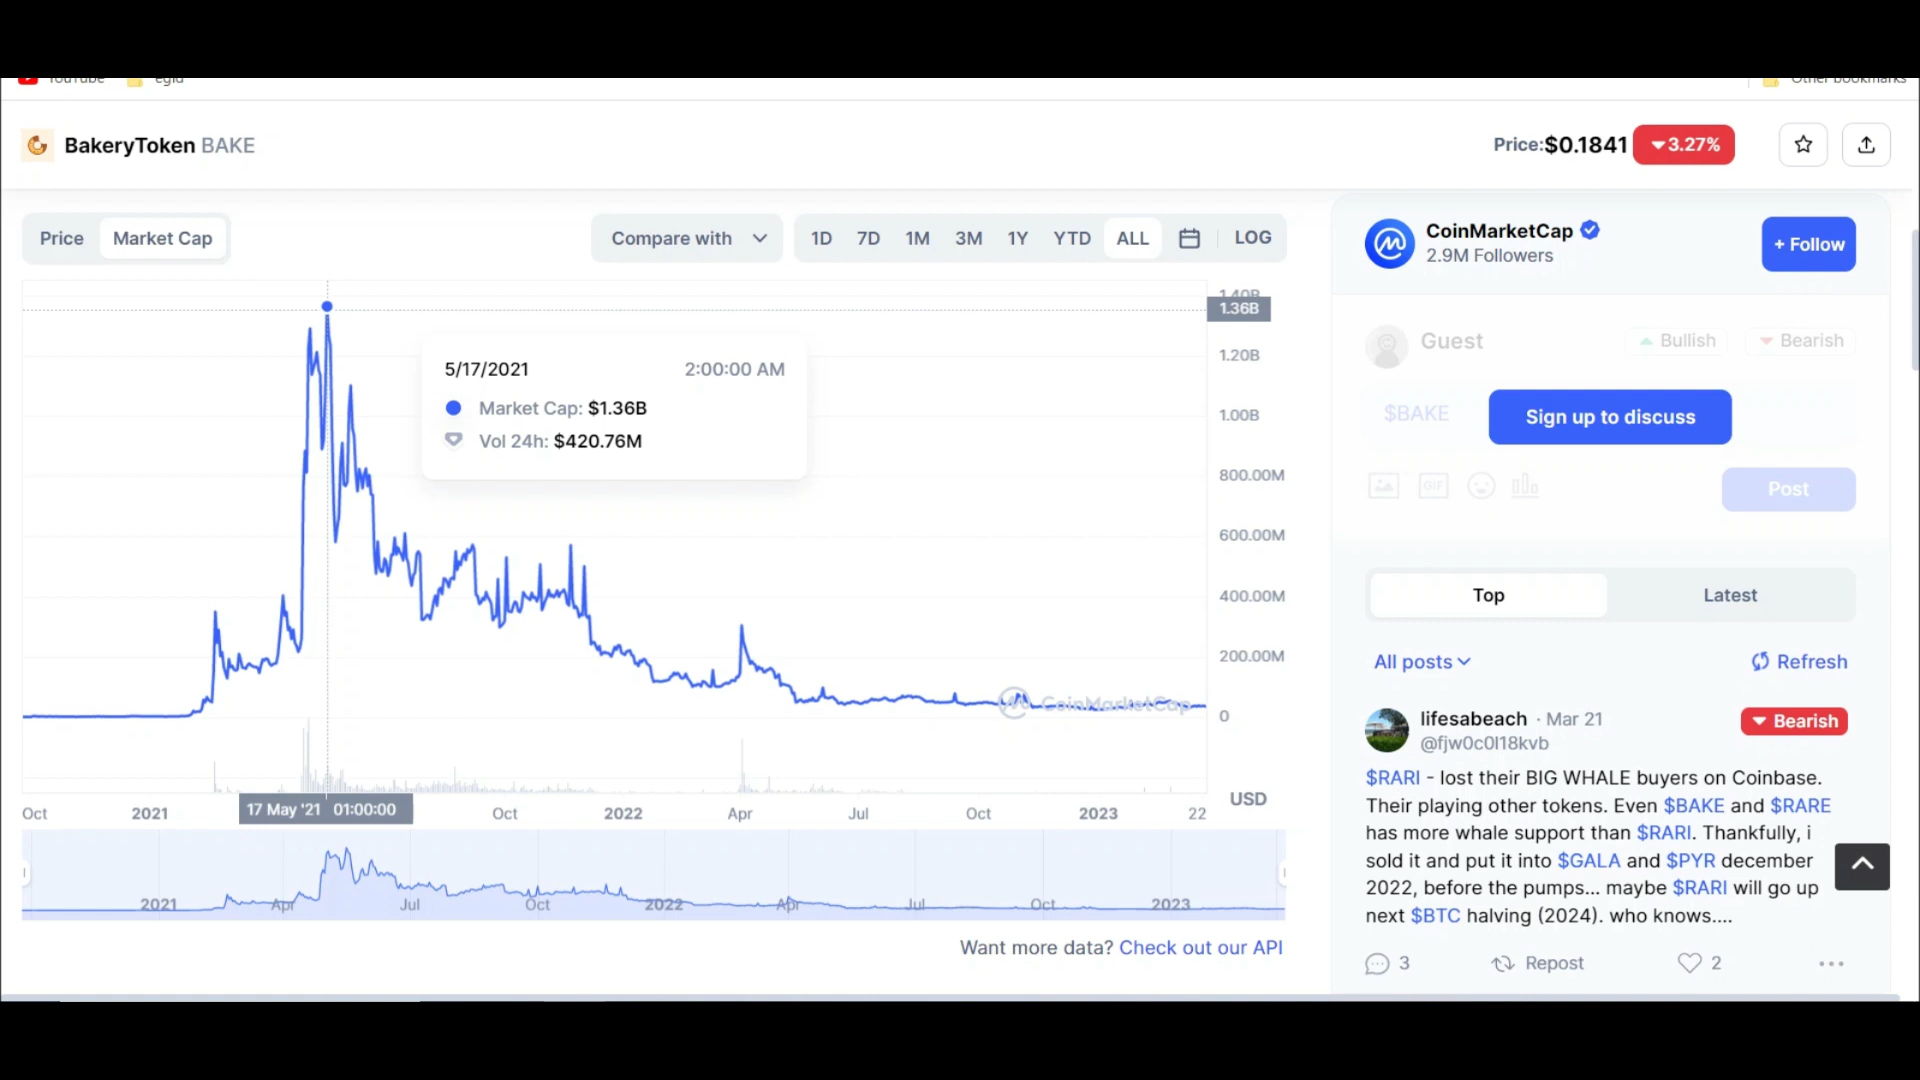 YouTube egid Other bookmarks
BakeryToken BAKE Price:$0.1841 3.27%
Price Market Cap Compare with 1D 7D 1M 3M 1Y YTD ALL LOG
1.40B
1.36B
5/17/2021 2:00:00 AM
Market Cap: $1.36B
Vol 24h: $420.76M
1.20B
1.00B
800.00M
600.00M
400.00M
200.00M
0
CoinMarketCap
USD
Oct 2021 17 May '21 01:00:00 Oct 2022 Apr Jul Oct 2023 22
2021 Apr Jul Oct 2022 Apr Jul Oct 2023
Want more data? Check out our API
CoinMarketCap
2.9M Followers
+ Follow
Guest Bullish Bearish
$BAKE Sign up to discuss
GIF Post
Top Latest
All posts Refresh
lifesabeach · Mar 21 Bearish
@fjw0c0l18kvb
$RARI - lost their BIG WHALE buyers on Coinbase.
Their playing other tokens. Even $BAKE and $RARE
has more whale support than $RARI. Thankfully, i
sold it and put it into $GALA and $PYR december
2022, before the pumps... maybe $RARI will go up
next $BTC halving (2024). who knows....
3 Repost 2